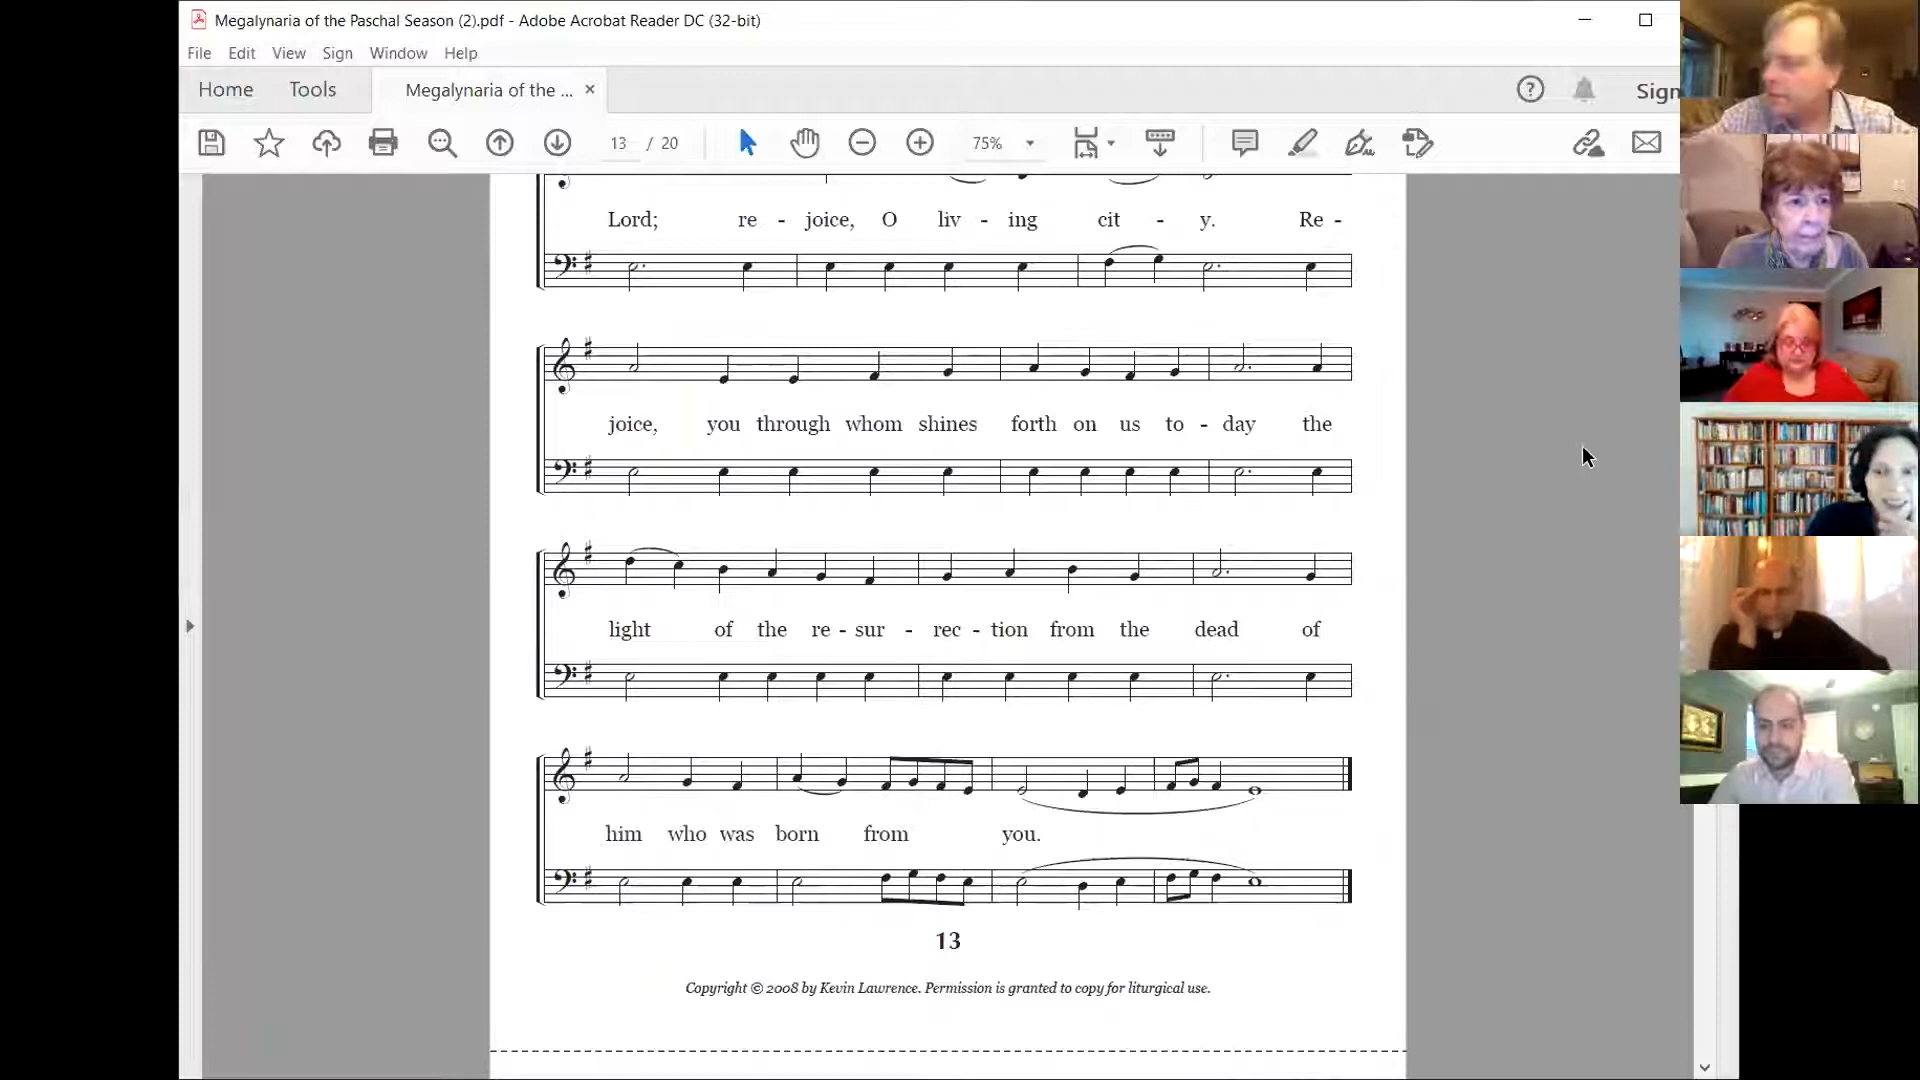 Megalynaria of the Paschal Season (2).pdf - Adobe Acrobat Reader DC (32-bit)
File Edit View Sign Window Help
Home Tools Megalynaria of the ... × Sign
13 / 20 75%
Lord; re - joice, O liv - ing cit - y. Re -
joice, you through whom shines forth on us to - day the
light of the re - sur - rec - tion from the dead of
him who was born from you.
13
Copyright © 2008 by Kevin Lawrence. Permission is granted to copy for liturgical use.